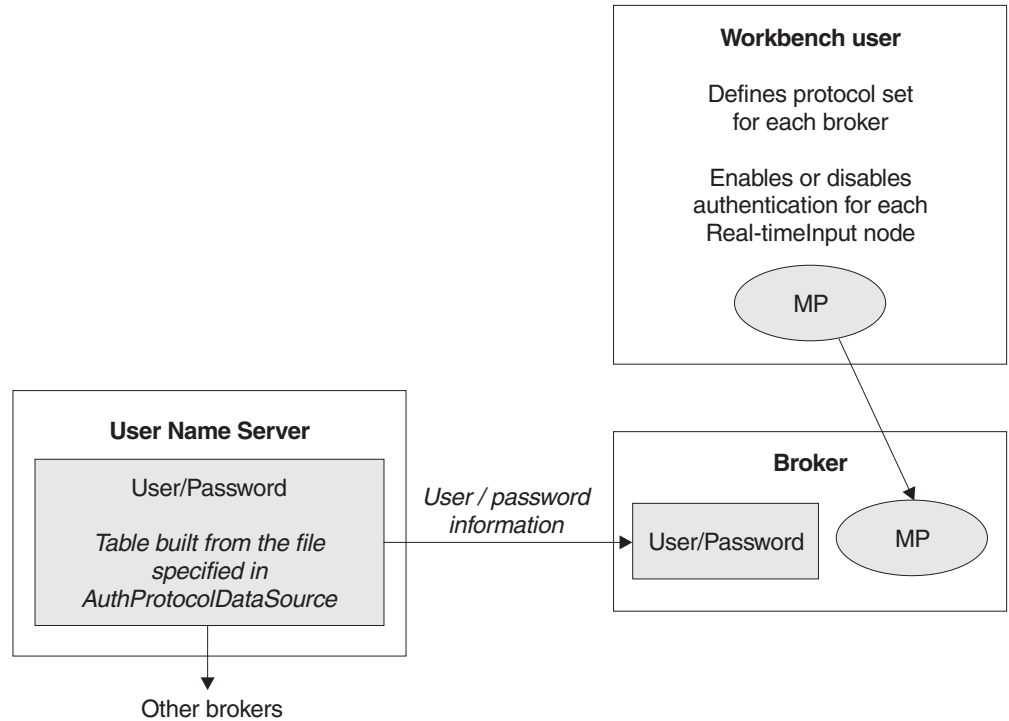 Workbench user
Defines protocol set
for each broker
Enables or disables
authentication for each
Real-timeInput node
MP
User Name Server
User/Password
Table built from the file
specified in
AuthProtocolDataSource
User / password
information
Broker
User/Password
MP
Other brokers